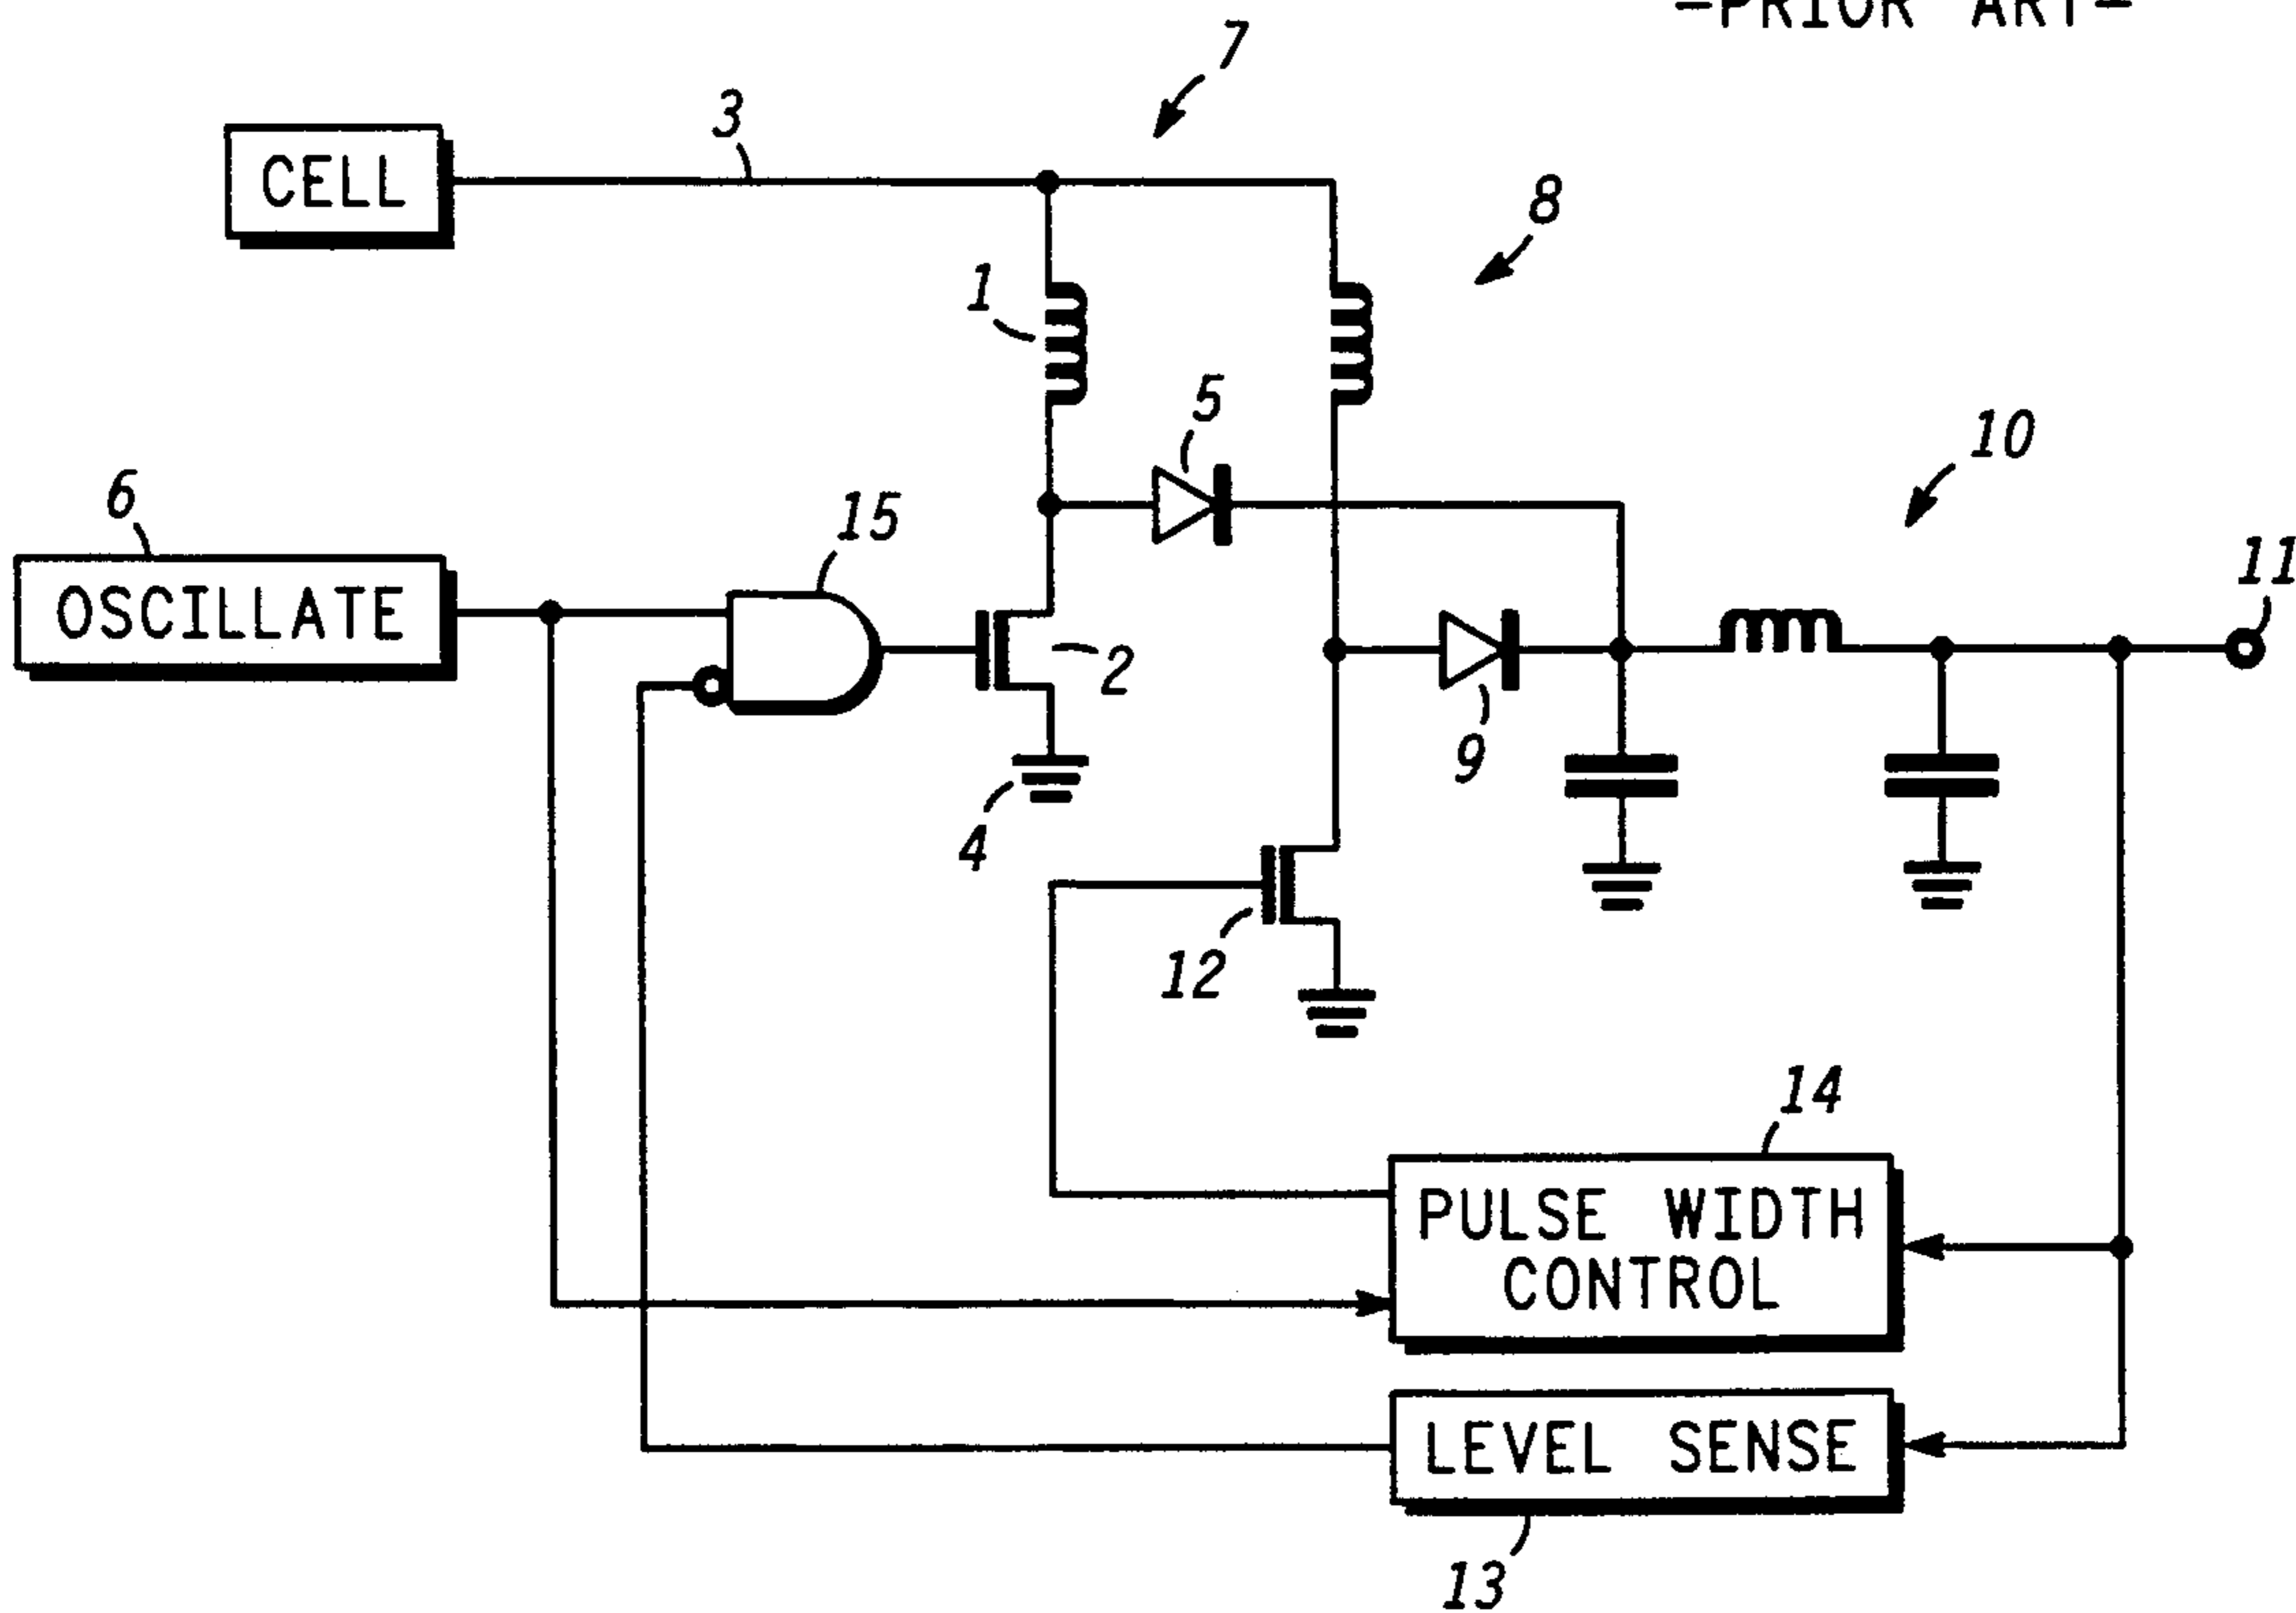 -PRIOR ART-
7
3
CELL
8
1
5
10
6
15
11
OSCILLATE
2
9
4
12
14
PULSE WIDTH
CONTROL
LEVEL SENSE
13